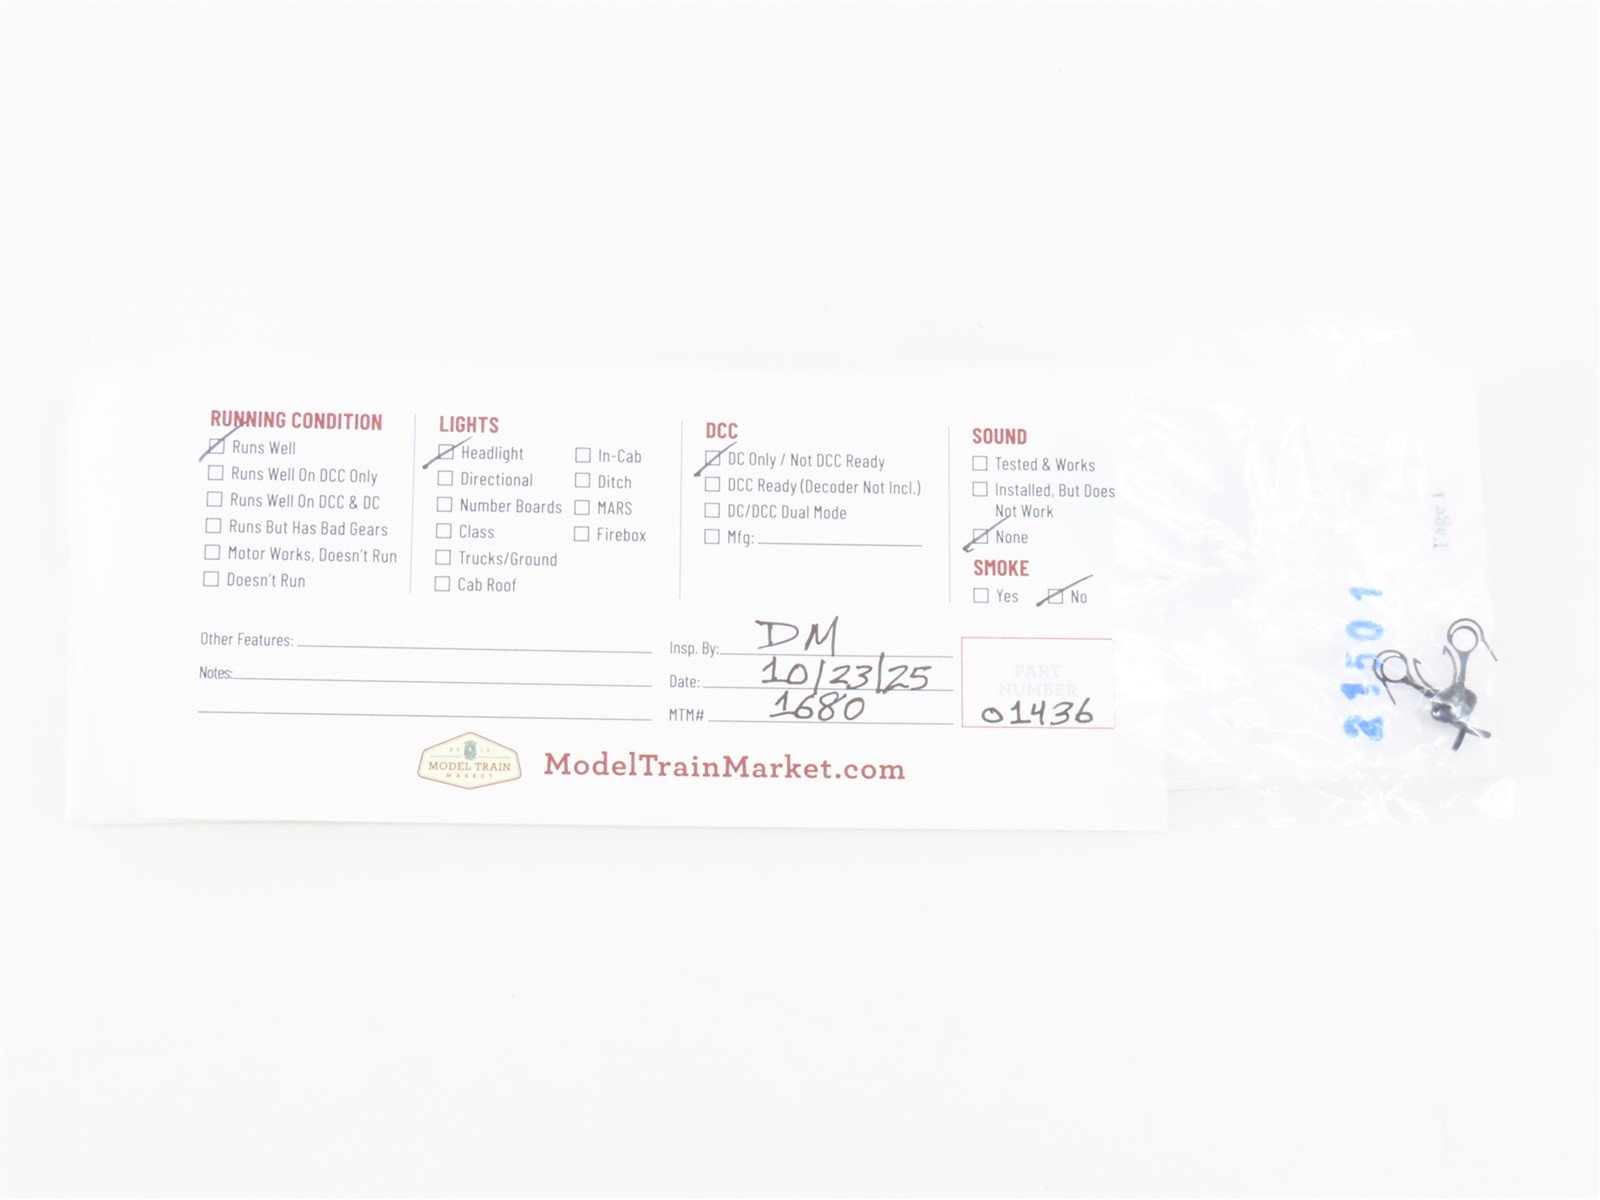 RUNNING CONDITION
Runs Well
Runs Well On DCC Only
Runs Well On DCC & DC
Runs But Has Bad Gears
Motor Works, Doesn't Run
Doesn't Run
LIGHTS
Headlight
Directional
Number Boards
Class
Trucks/Ground
Cab Roof
In-Cab
Ditch
MARS
Firebox
DCC
DC Only / Not DCC Ready
DCC Ready (Decoder Not Incl.)
DC/DCC Dual Mode
Mfg:
SOUND
Tested & Works
Installed, But Does
Not Work
None
SMOKE
Yes No
Other Features:
Notes:
Insp. By: DM
Date: 10/23/25
MTM# 1680
PART
NUMBER
01436
2015
MODEL TRAIN
MARKET
ModelTrainMarket.com
21501
Page 1